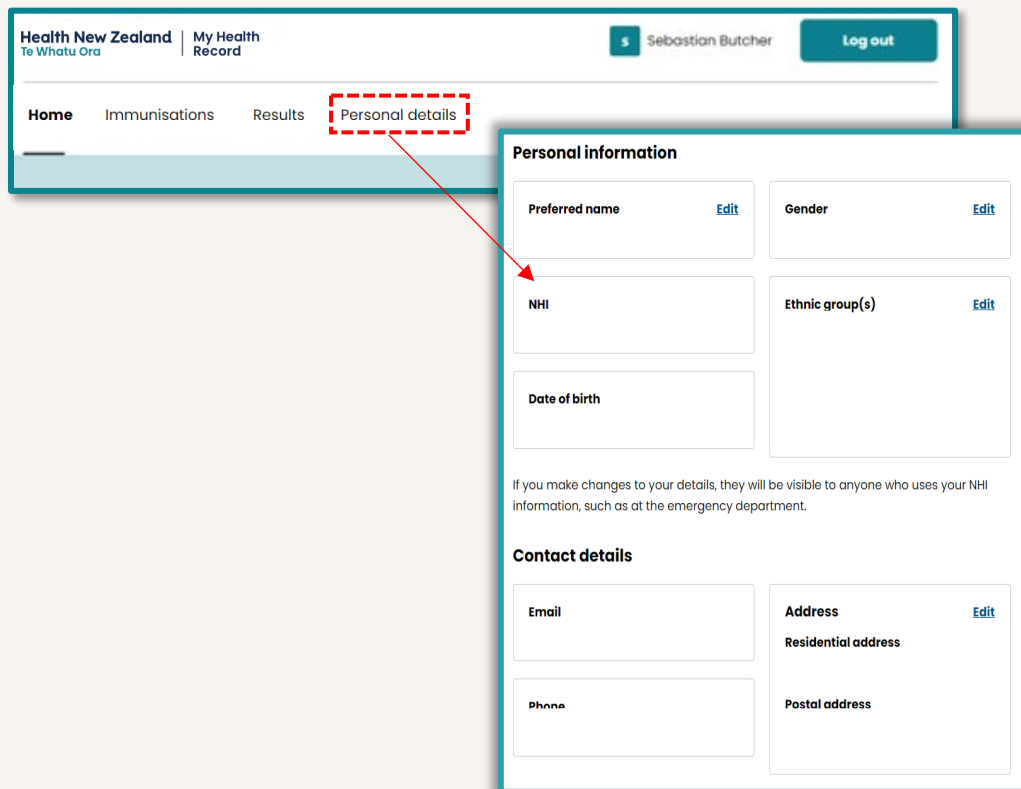 Health New Zealand
Te Whatu Ora
My Health
Record
s Sebastian Butcher
Log out
Home Immunisations Results Personal details
Personal information
Preferred name Edit
Gender Edit
NHI
Ethnic group(s) Edit
Date of birth
If you make changes to your details, they will be visible to anyone who uses your NHI
information, such as at the emergency department.
Contact details
Email
Address Edit
Residential address
Phone
Postal address